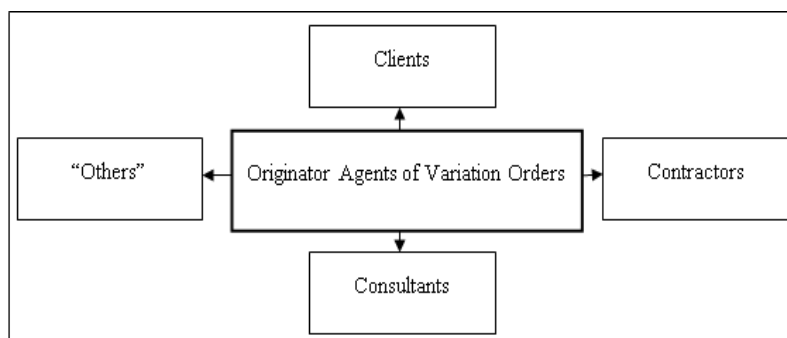 Clients
“Others”
Originator Agents of Variation Orders
Contractors
Consultants